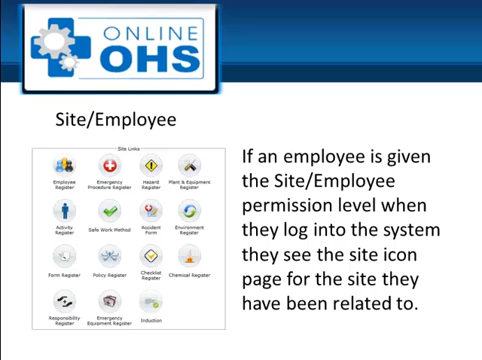 ONLINE
OHS
Site/Employee
Site Links
Employee Register
Emergency Procedure Register
Hazard Register
Plant & Equipment Register
Activity Register
Safe Work Method
Accident Form
Environment Register
Form Register
Policy Register
Checklist Register
Chemical Register
Responsibility Register
Emergency Equipment Register
Induction
If an employee is given
the Site/Employee
permission level when
they log into the system
they see the site icon
page for the site they
have been related to.